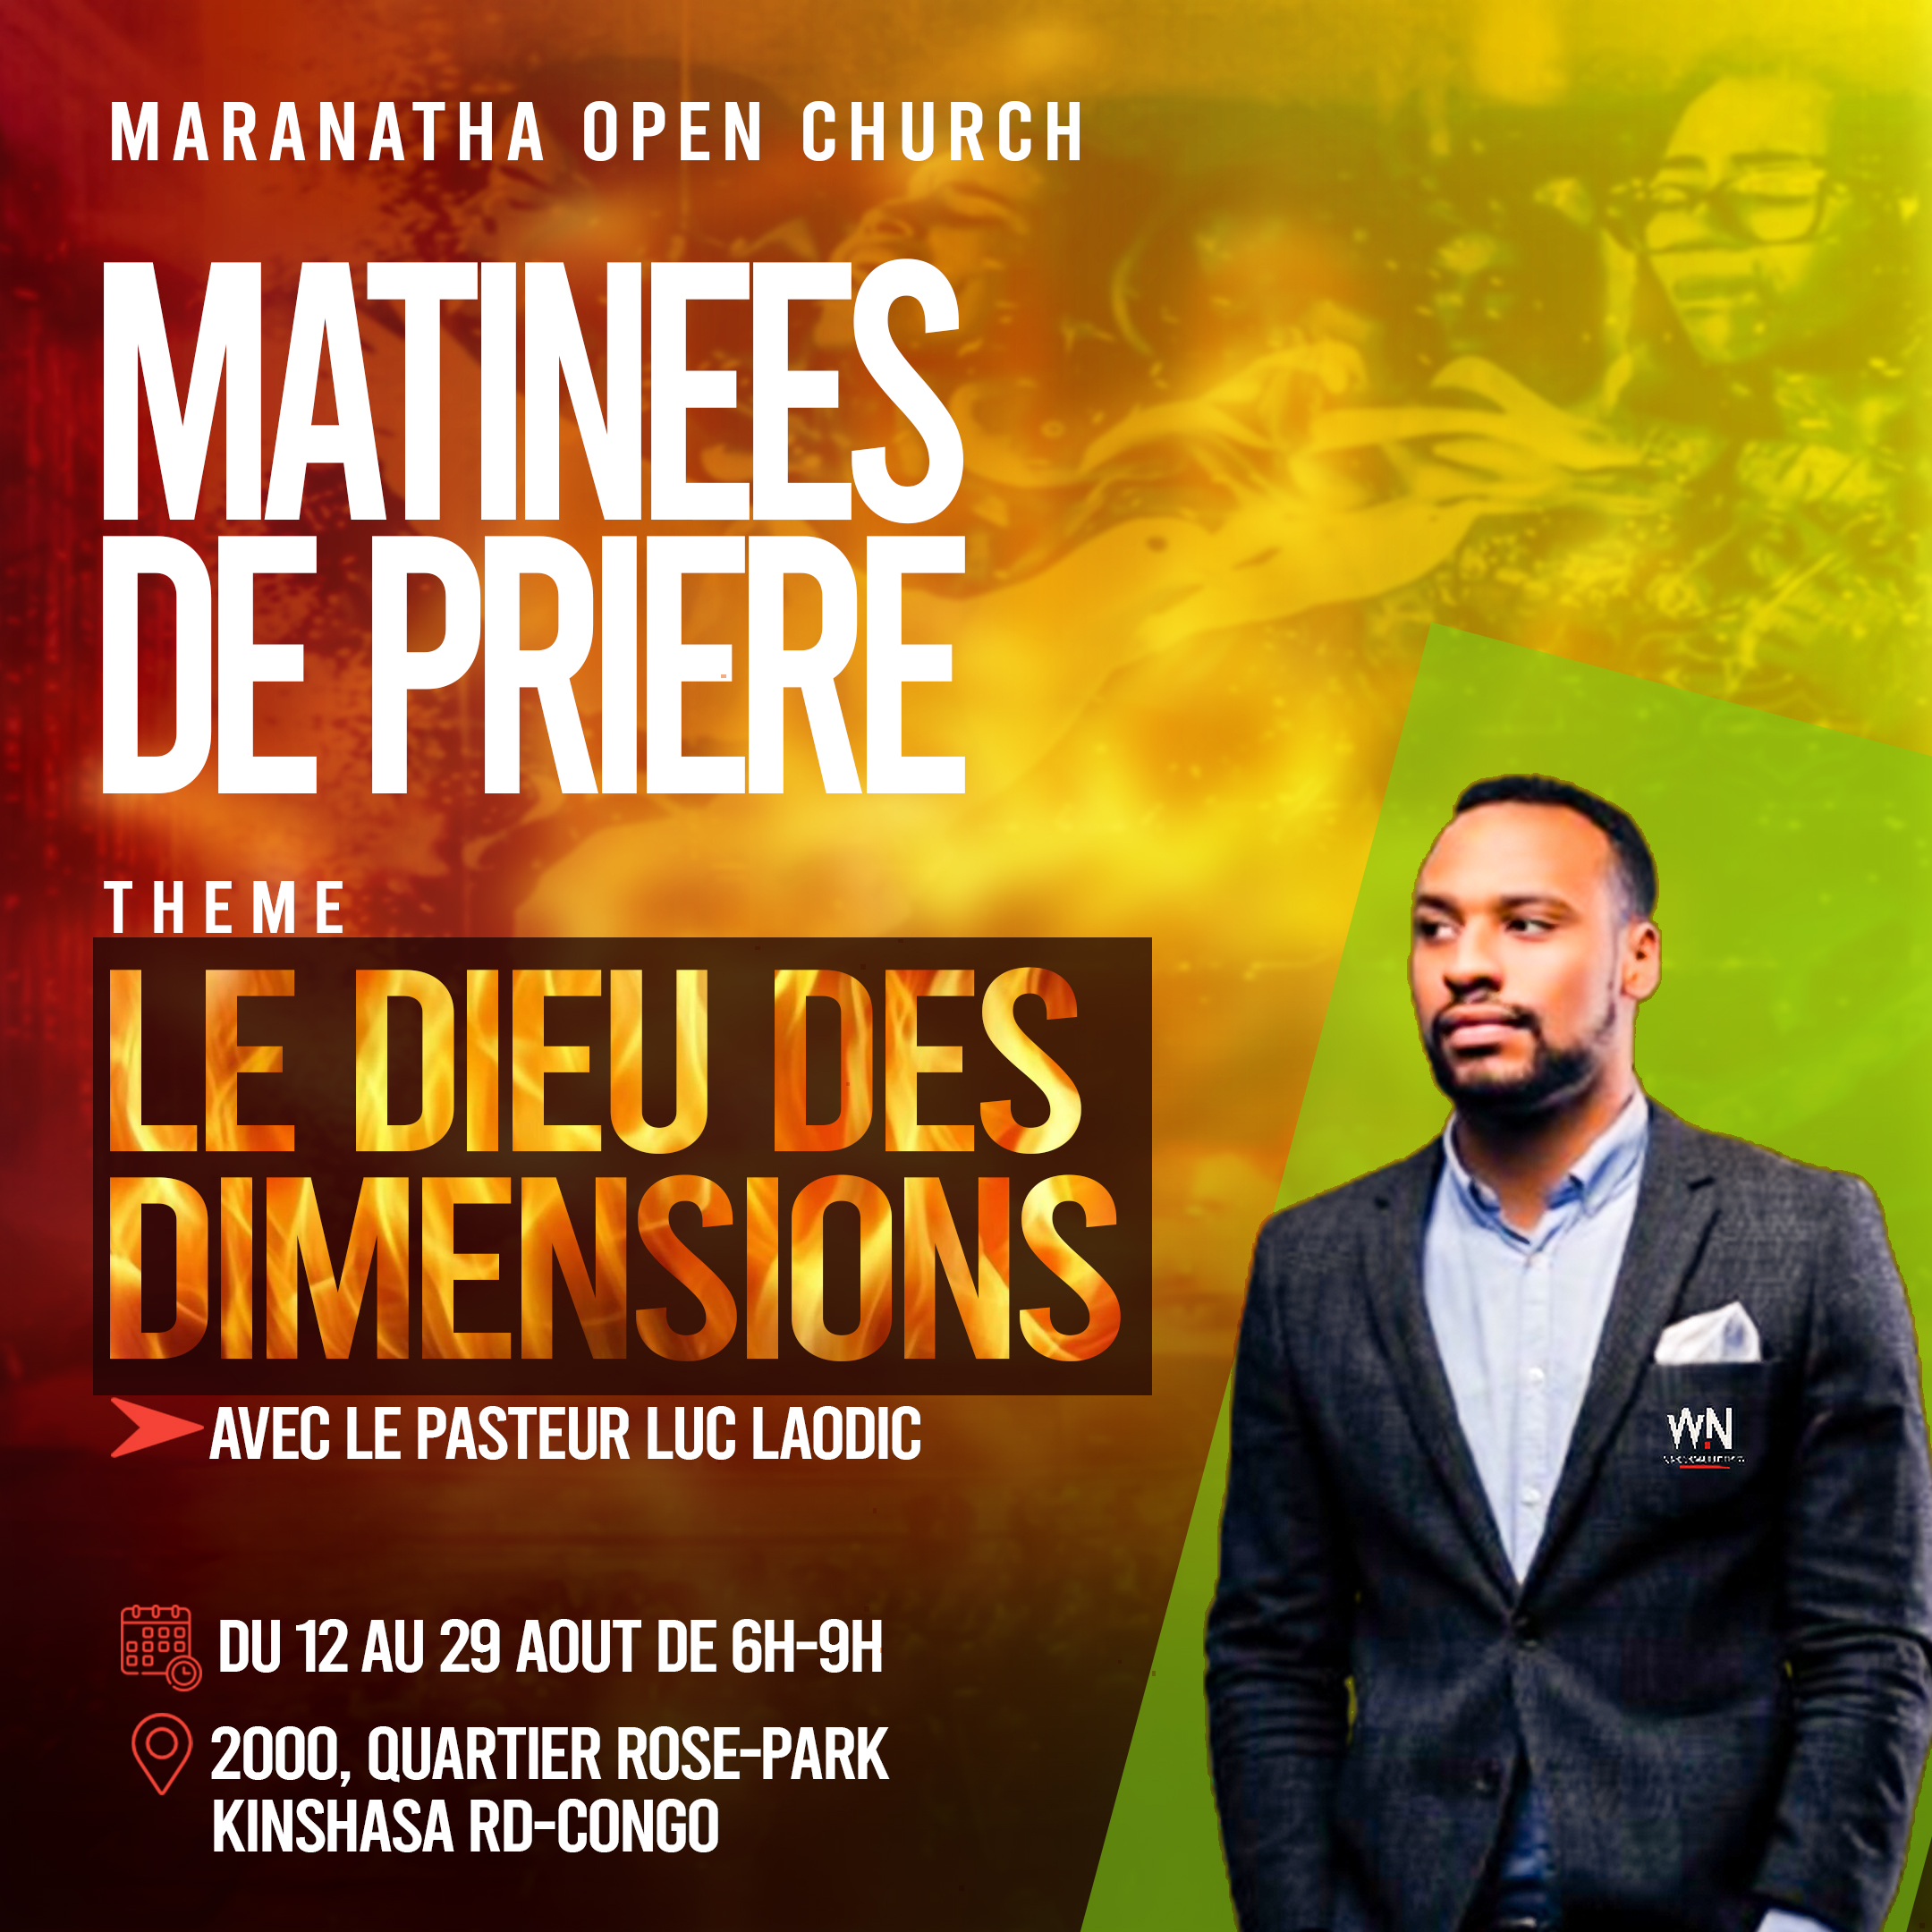 MARANATHA OPEN CHURCH
MATINEES
DE PRIERE
THEME
LE DIEU DES
DIMENSIONS
AVEC LE PASTEUR LUC LAODIC
DU 12 AU 29 AOUT DE 6H-9H
2000, QUARTIER ROSE-PARK
KINSHASA RD-CONGO
WN